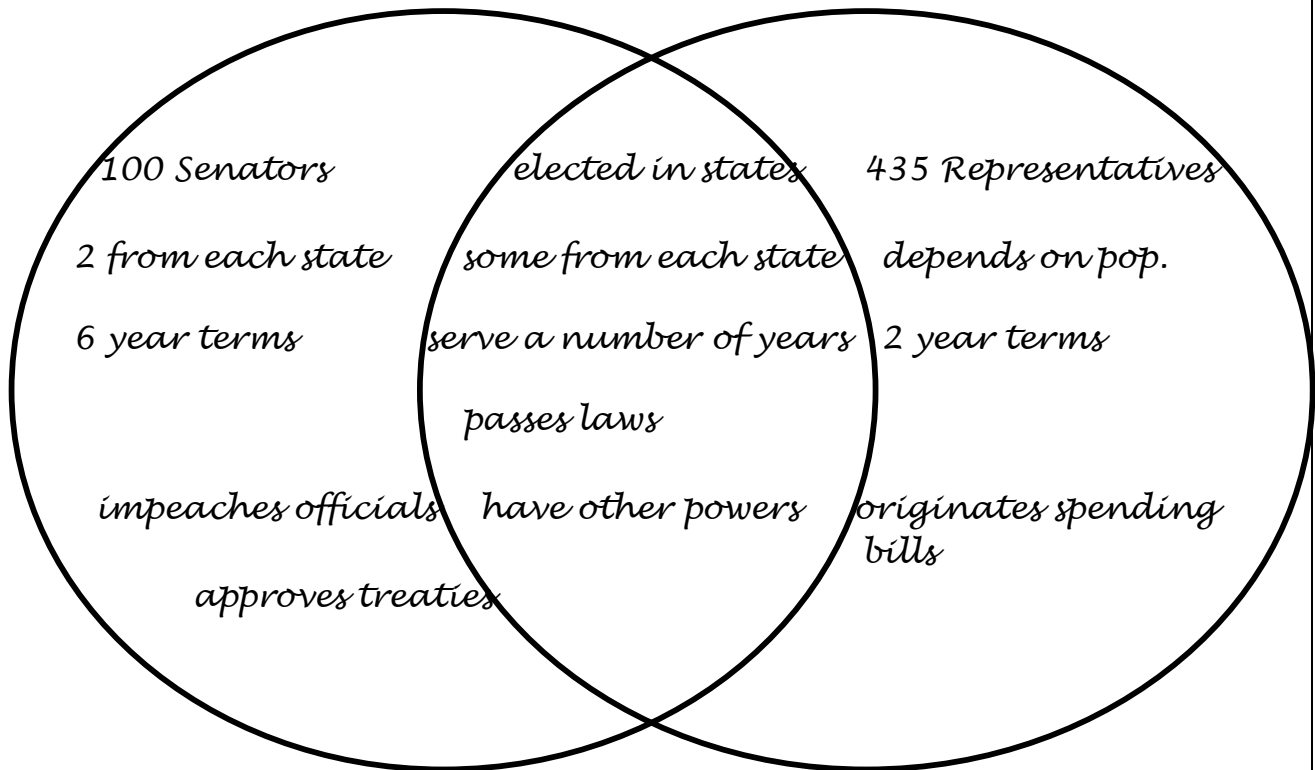 100 Senators
elected in states
435 Representatives
2 from each state
some from each state
depends on pop.
6 year terms
serve a number of years
2 year terms
passes laws
impeaches officials
have other powers
originates spending
bills
approves treaties